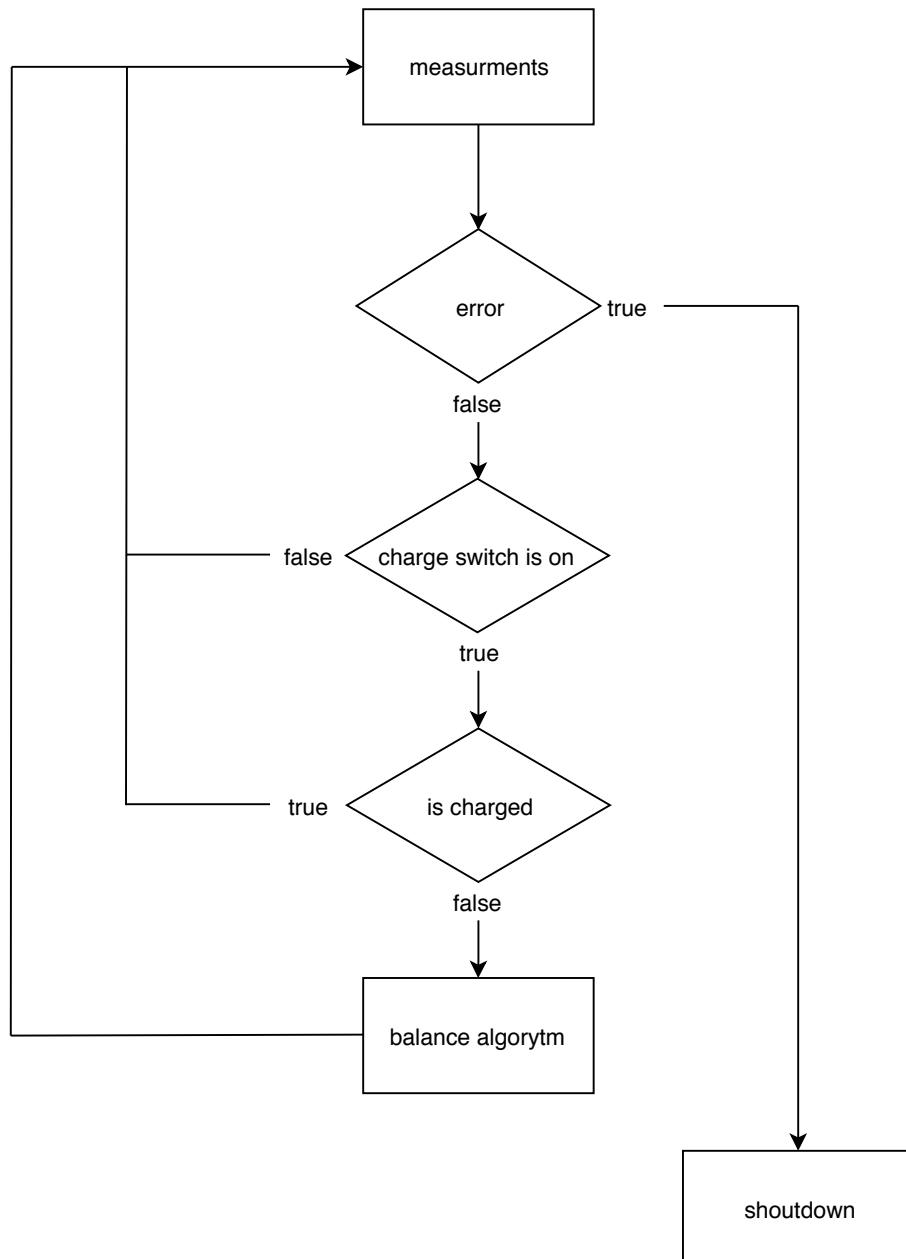 measurments
error
true
false
false
charge switch is on
true
true
is charged
false
balance algorytm
shoutdown